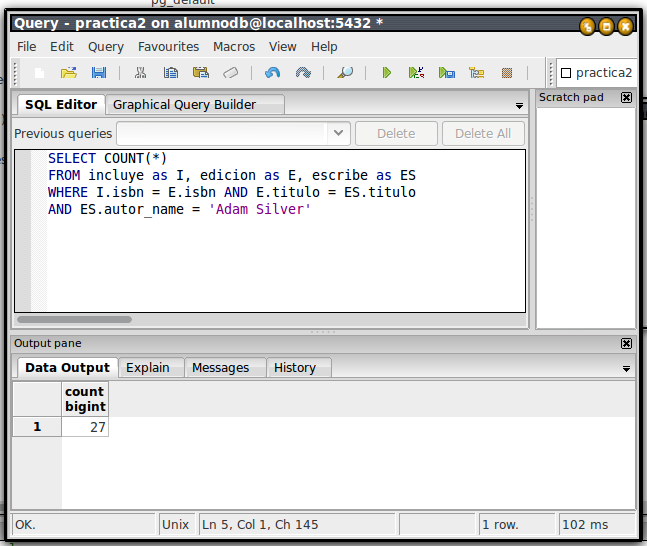 pg_default
Query - practica2 on alumnodb@localhost:5432 *
File Edit Query Favourites Macros View Help
practica2
SQL Editor Graphical Query Builder
Scratch pad
Previous queries Delete Delete All
SELECT COUNT(*)
FROM incluye as I, edicion as E, escribe as ES
WHERE I.isbn = E.isbn AND E.titulo = ES.titulo
AND ES.autor_name = 'Adam Silver'
Output pane
Data Output Explain Messages History
count
bigint
1 27
OK. Unix Ln 5, Col 1, Ch 145 1 row. 102 ms